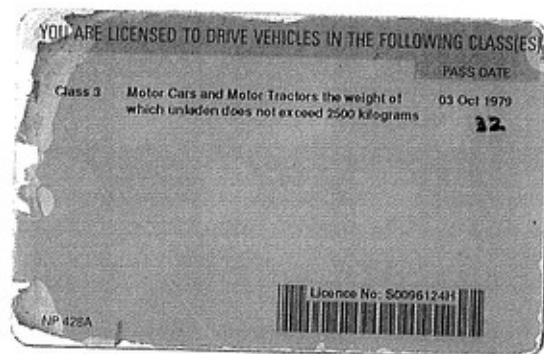 YOU ARE LICENSED TO DRIVE VEHICLES IN THE FOLLOWING CLASS(ES)
PASS DATE
Class 3 Motor Cars and Motor Tractors the weight of 03 Oct 1979
which unladen does not exceed 2500 kilograms
32
Licence No: S0096124H
NP 428A